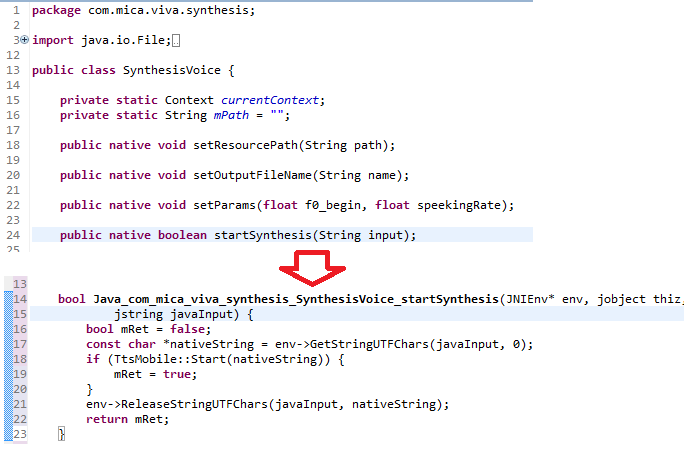 1 package com.mica.viva.synthesis;
2
3 import java.io.File;
12
13 public class SynthesisVoice {
14
15 private static Context currentContext;
16 private static String mPath = "";
17
18 public native void setResourcePath(String path);
19
20 public native void setOutputFileName(String name);
21
22 public native void setParams(float f0_begin, float speekingRate);
23
24 public native boolean startSynthesis(String input);
25
13
14 bool Java_com_mica_viva_synthesis_SynthesisVoice_startSynthesis(JNIEnv* env, jobject thiz,
15 jstring javaInput) {
16 bool mRet = false;
17 const char *nativeString = env->GetStringUTFChars(javaInput, 0);
18 if (TtsMobile::Start(nativeString)) {
19 mRet = true;
20 }
21 env->ReleaseStringUTFChars(javaInput, nativeString);
22 return mRet;
23 }